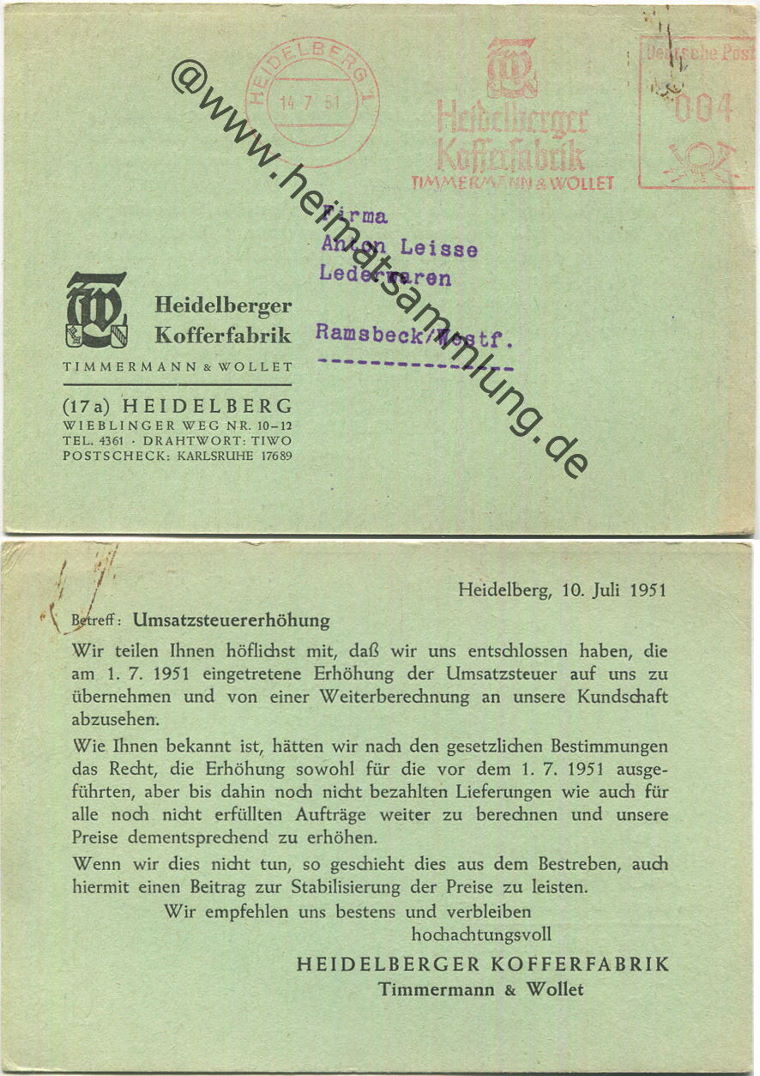 HEIDELBERG 1
14.7.51
TW
Heidelberger
Kofferfabrik
TIMMERMANN & WOLLET
Deutsche Post
004
@www.heimatsammlung.de
Firma
Anton Leisse
Lederwaren
Ramsbeck/Westf.
---------------
TW
Heidelberger
Kofferfabrik
TIMMERMANN & WOLLET
(17a) HEIDELBERG
WIEBLINGER WEG NR. 10–12
TEL. 4361 · DRAHTWORT: TIWO
POSTSCHECK: KARLSRUHE 17689
Heidelberg, 10. Juli 1951
Betreff: Umsatzsteuererhöhung
Wir teilen Ihnen höflichst mit, daß wir uns entschlossen haben, die
am 1. 7. 1951 eingetretene Erhöhung der Umsatzsteuer auf uns zu
übernehmen und von einer Weiterberechnung an unsere Kundschaft
abzusehen.
Wie Ihnen bekannt ist, hätten wir nach den gesetzlichen Bestimmungen
das Recht, die Erhöhung sowohl für die vor dem 1. 7. 1951 ausge-
führten, aber bis dahin noch nicht bezahlten Lieferungen wie auch für
alle noch nicht erfüllten Aufträge weiter zu berechnen und unsere
Preise dementsprechend zu erhöhen.
Wenn wir dies nicht tun, so geschieht dies aus dem Bestreben, auch
hiermit einen Beitrag zur Stabilisierung der Preise zu leisten.
Wir empfehlen uns bestens und verbleiben
hochachtungsvoll
HEIDELBERGER KOFFERFABRIK
Timmermann & Wollet